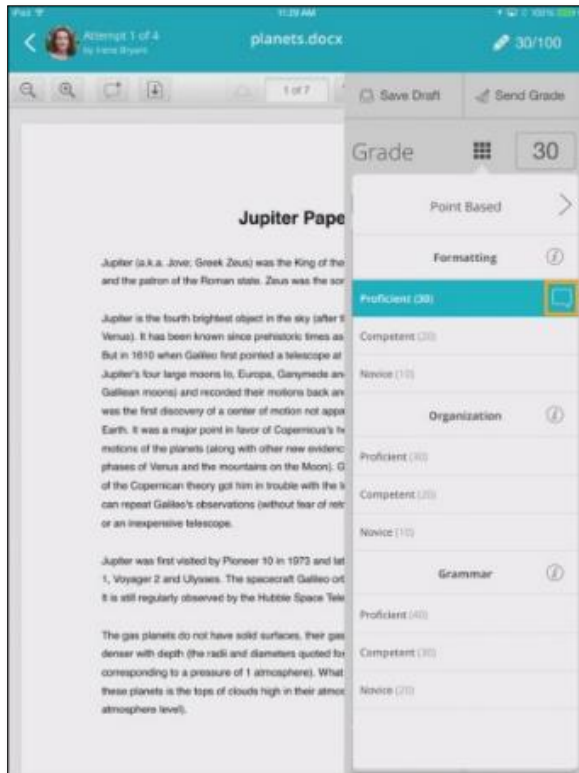 iPad
11:29 AM
100%
Attempt 1 of 4
by Irena Bryant
planets.docx
30/100
1 of 7
Save Draft
Send Grade
Grade
30
Point Based
Jupiter Pape
Formatting
Jupiter (a.k.a. Jove; Greek Zeus) was the King of the
and the patron of the Roman state. Zeus was the son
Proficient (30)
Jupiter is the fourth brightest object in the sky (after t
Venus). It has been known since prehistoric times as
Competent (20)
But in 1610 when Galileo first pointed a telescope at
Jupiter's four large moons Io, Europa, Ganymede an
Novice (10)
Galilean moons) and recorded their motions back an
was the first discovery of a center of motion not appa
Organization
Earth. It was a major point in favor of Copernicus's he
motions of the planets (along with other new evidenc
Proficient (30)
phases of Venus and the mountains on the Moon). G
of the Copernican theory got him in trouble with the I
Competent (20)
can repeat Galileo's observations (without fear of retr
or an inexpensive telescope.
Novice (10)
Jupiter was first visited by Pioneer 10 in 1973 and lat
1, Voyager 2 and Ulysses. The spacecraft Galileo orb
Grammar
It is still regularly observed by the Hubble Space Tele
Proficient (40)
The gas planets do not have solid surfaces, their gas
denser with depth (the radii and diameters quoted for
Competent (30)
corresponding to a pressure of 1 atmosphere). What
these planets is the tops of clouds high in their atmos
Novice (20)
atmosphere level).